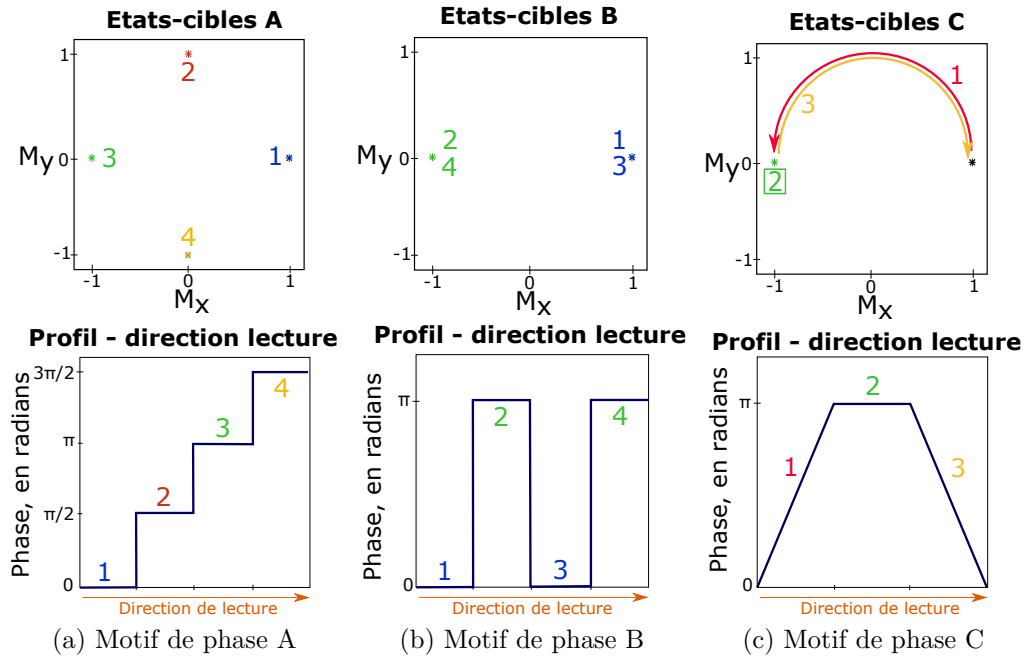 Etats-cibles A
1
2
My 0
3
1
4
-1
-1
0
1
Mx
Profil - direction lecture
Phase, en radians
3π/2
π
π/2
0
1
2
3
4
Direction de lecture
(a) Motif de phase A
Etats-cibles B
1
2
1
My 0
4
3
-1
-1
0
1
Mx
Profil - direction lecture
Phase, en radians
π
0
1
2
3
4
Direction de lecture
(b) Motif de phase B
Etats-cibles C
1
1
3
My 0
2
-1
-1
0
1
Mx
Profil - direction lecture
Phase, en radians
π
0
1
2
3
Direction de lecture
(c) Motif de phase C